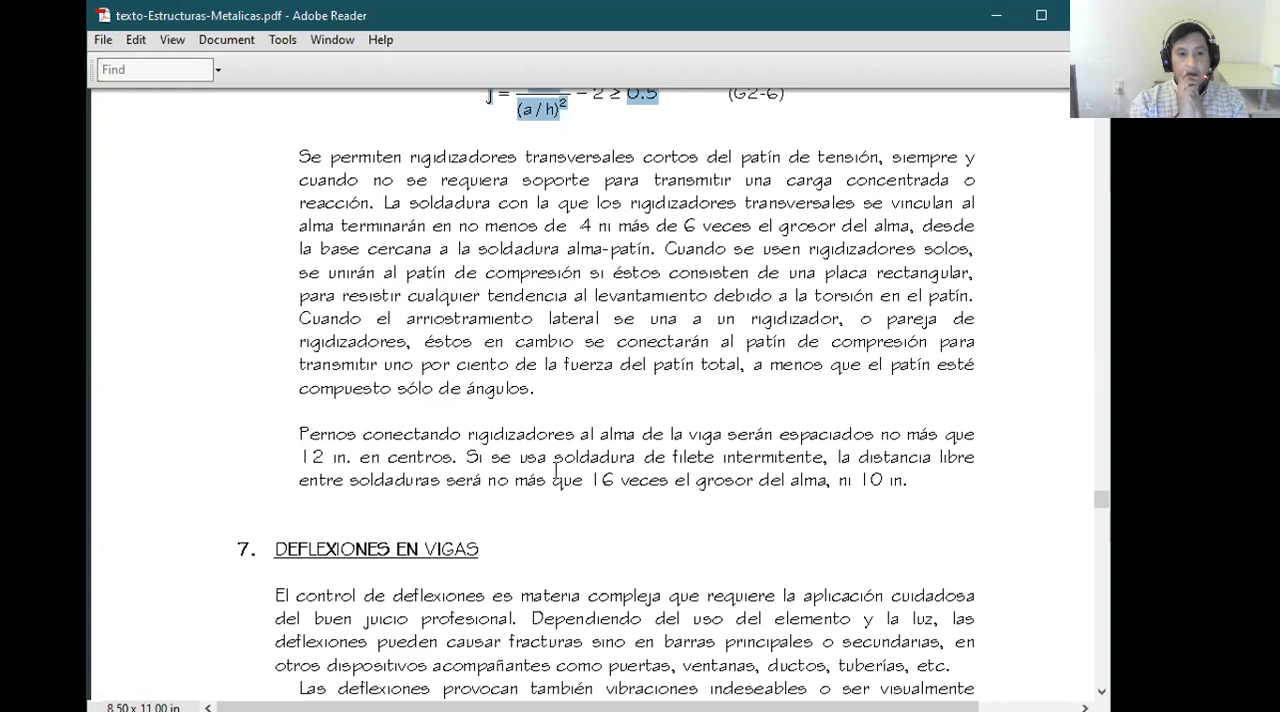 texto-Estructuras-Metalicas.pdf - Adobe Reader
File Edit View Document Tools Window Help
Find
j = (a / h)² − 2 ≥ 0.5 (G2-6)
Se permiten rigidizadores transversales cortos del patín de tensión, siempre y
cuando no se requiera soporte para transmitir una carga concentrada o
reacción. La soldadura con la que los rigidizadores transversales se vinculan al
alma terminarán en no menos de 4 ni más de 6 veces el grosor del alma, desde
la base cercana a la soldadura alma-patín. Cuando se usen rigidizadores solos,
se unirán al patín de compresión si éstos consisten de una placa rectangular,
para resistir cualquier tendencia al levantamiento debido a la torsión en el patín.
Cuando el arriostramiento lateral se una a un rigidizador, o pareja de
rigidizadores, éstos en cambio se conectarán al patín de compresión para
transmitir uno por ciento de la fuerza del patín total, a menos que el patín esté
compuesto sólo de ángulos.
Pernos conectando rigidizadores al alma de la viga serán espaciados no más que
12 in. en centros. Si se usa soldadura de filete intermitente, la distancia libre
entre soldaduras será no más que 16 veces el grosor del alma, ni 10 in.
7. DEFLEXIONES EN VIGAS
El control de deflexiones es materia compleja que requiere la aplicación cuidadosa
del buen juicio profesional. Dependiendo del uso del elemento y la luz, las
deflexiones pueden causar fracturas sino en barras principales o secundarias, en
otros dispositivos acompañantes como puertas, ventanas, ductos, tuberías, etc.
Las deflexiones provocan también vibraciones indeseables o ser visualmente
8.50 x 11.00 in